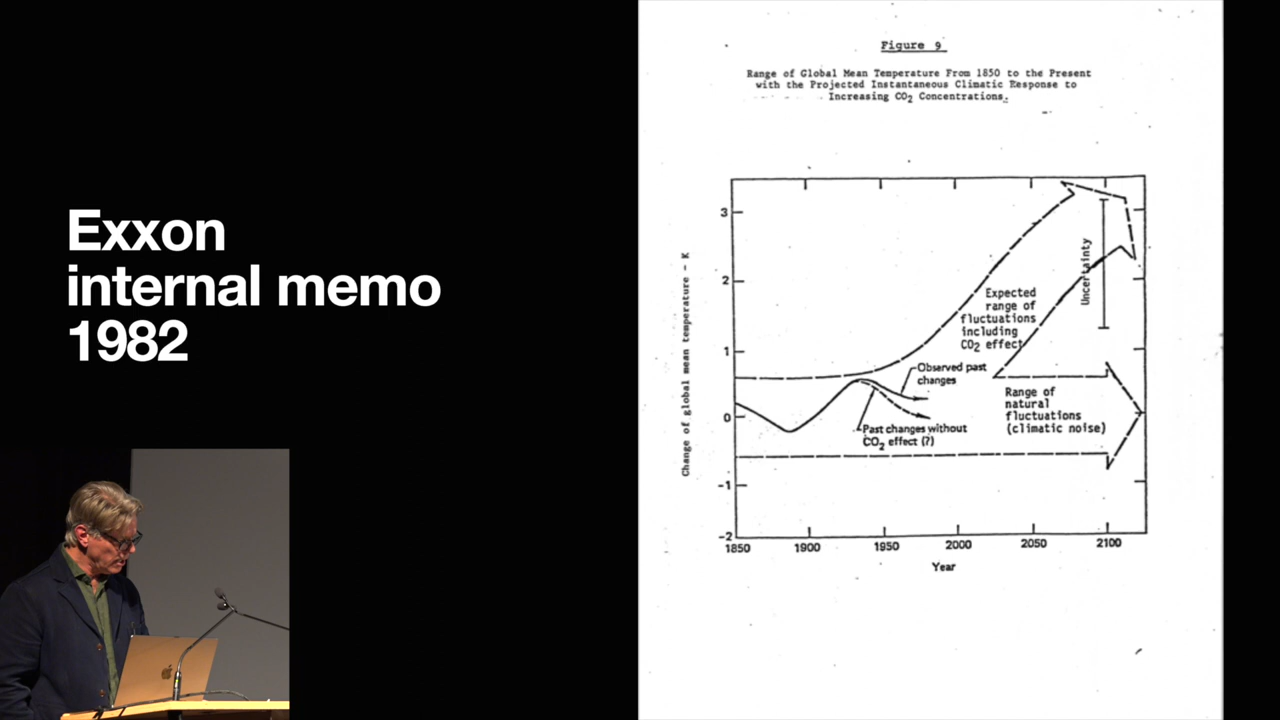 Exxon
internal memo
1982
Figure 9
Range of Global Mean Temperature From 1850 to the Present
with the Projected Instantaneous Climatic Response to
Increasing CO2 Concentrations.
3
2
1
0
-1
-2
Change of global mean temperature - K
Uncertainty
Expected
range of
fluctuations
including
CO2 effect
Observed past
changes
Range of
natural
fluctuations
(climatic noise)
Past changes without
CO2 effect (?)
1850
1900
1950
2000
2050
2100
Year